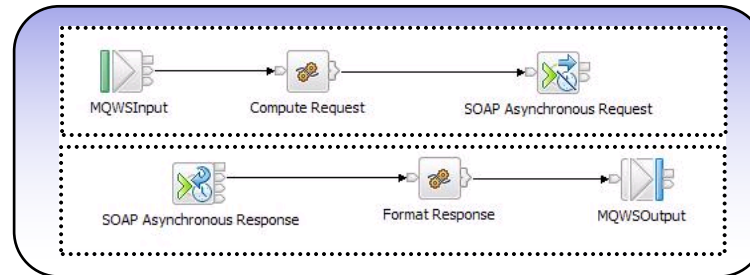 MQWSInput
Compute Request
SOAP Asynchronous Request
SOAP Asynchronous Response
Format Response
MQWSOutput